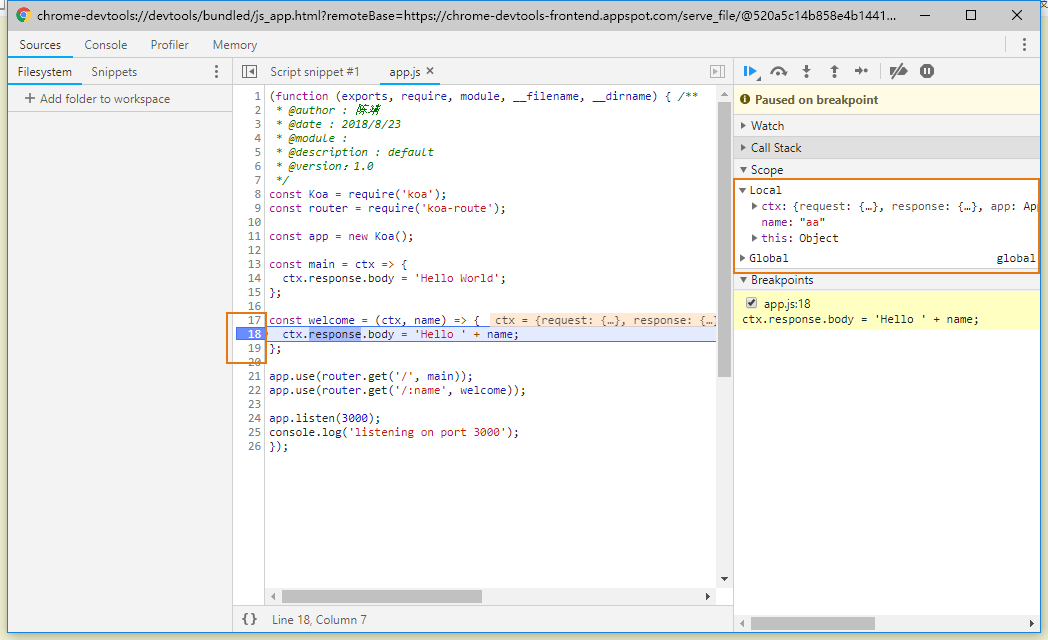 chrome-devtools://devtools/bundled/js_app.html?remoteBase=https://chrome-devtools-frontend.appspot.com/serve_file/@520a5c14b858e4b1441...
Sources Console Profiler Memory
Filesystem Snippets
+ Add folder to workspace
Script snippet #1 app.js ×
1 (function (exports, require, module, __filename, __dirname) { /**
2 * @author : 陈靖
3 * @date : 2018/8/23
4 * @module :
5 * @description : default
6 * @version：1.0
7 */
8 const Koa = require('koa');
9 const router = require('koa-route');
10
11 const app = new Koa();
12
13 const main = ctx => {
14 ctx.response.body = 'Hello World';
15 };
16
17 const welcome = (ctx, name) => { ctx = {request: {…}, response: {…}
18 ctx.response.body = 'Hello ' + name;
19 };
20
21 app.use(router.get('/', main));
22 app.use(router.get('/:name', welcome));
23
24 app.listen(3000);
25 console.log('listening on port 3000');
26 });
{} Line 18, Column 7
Paused on breakpoint
Watch
Call Stack
Scope
Local
ctx: {request: {…}, response: {…}, app: Ap
name: "aa"
this: Object
Global global
Breakpoints
app.js:18
ctx.response.body = 'Hello ' + name;